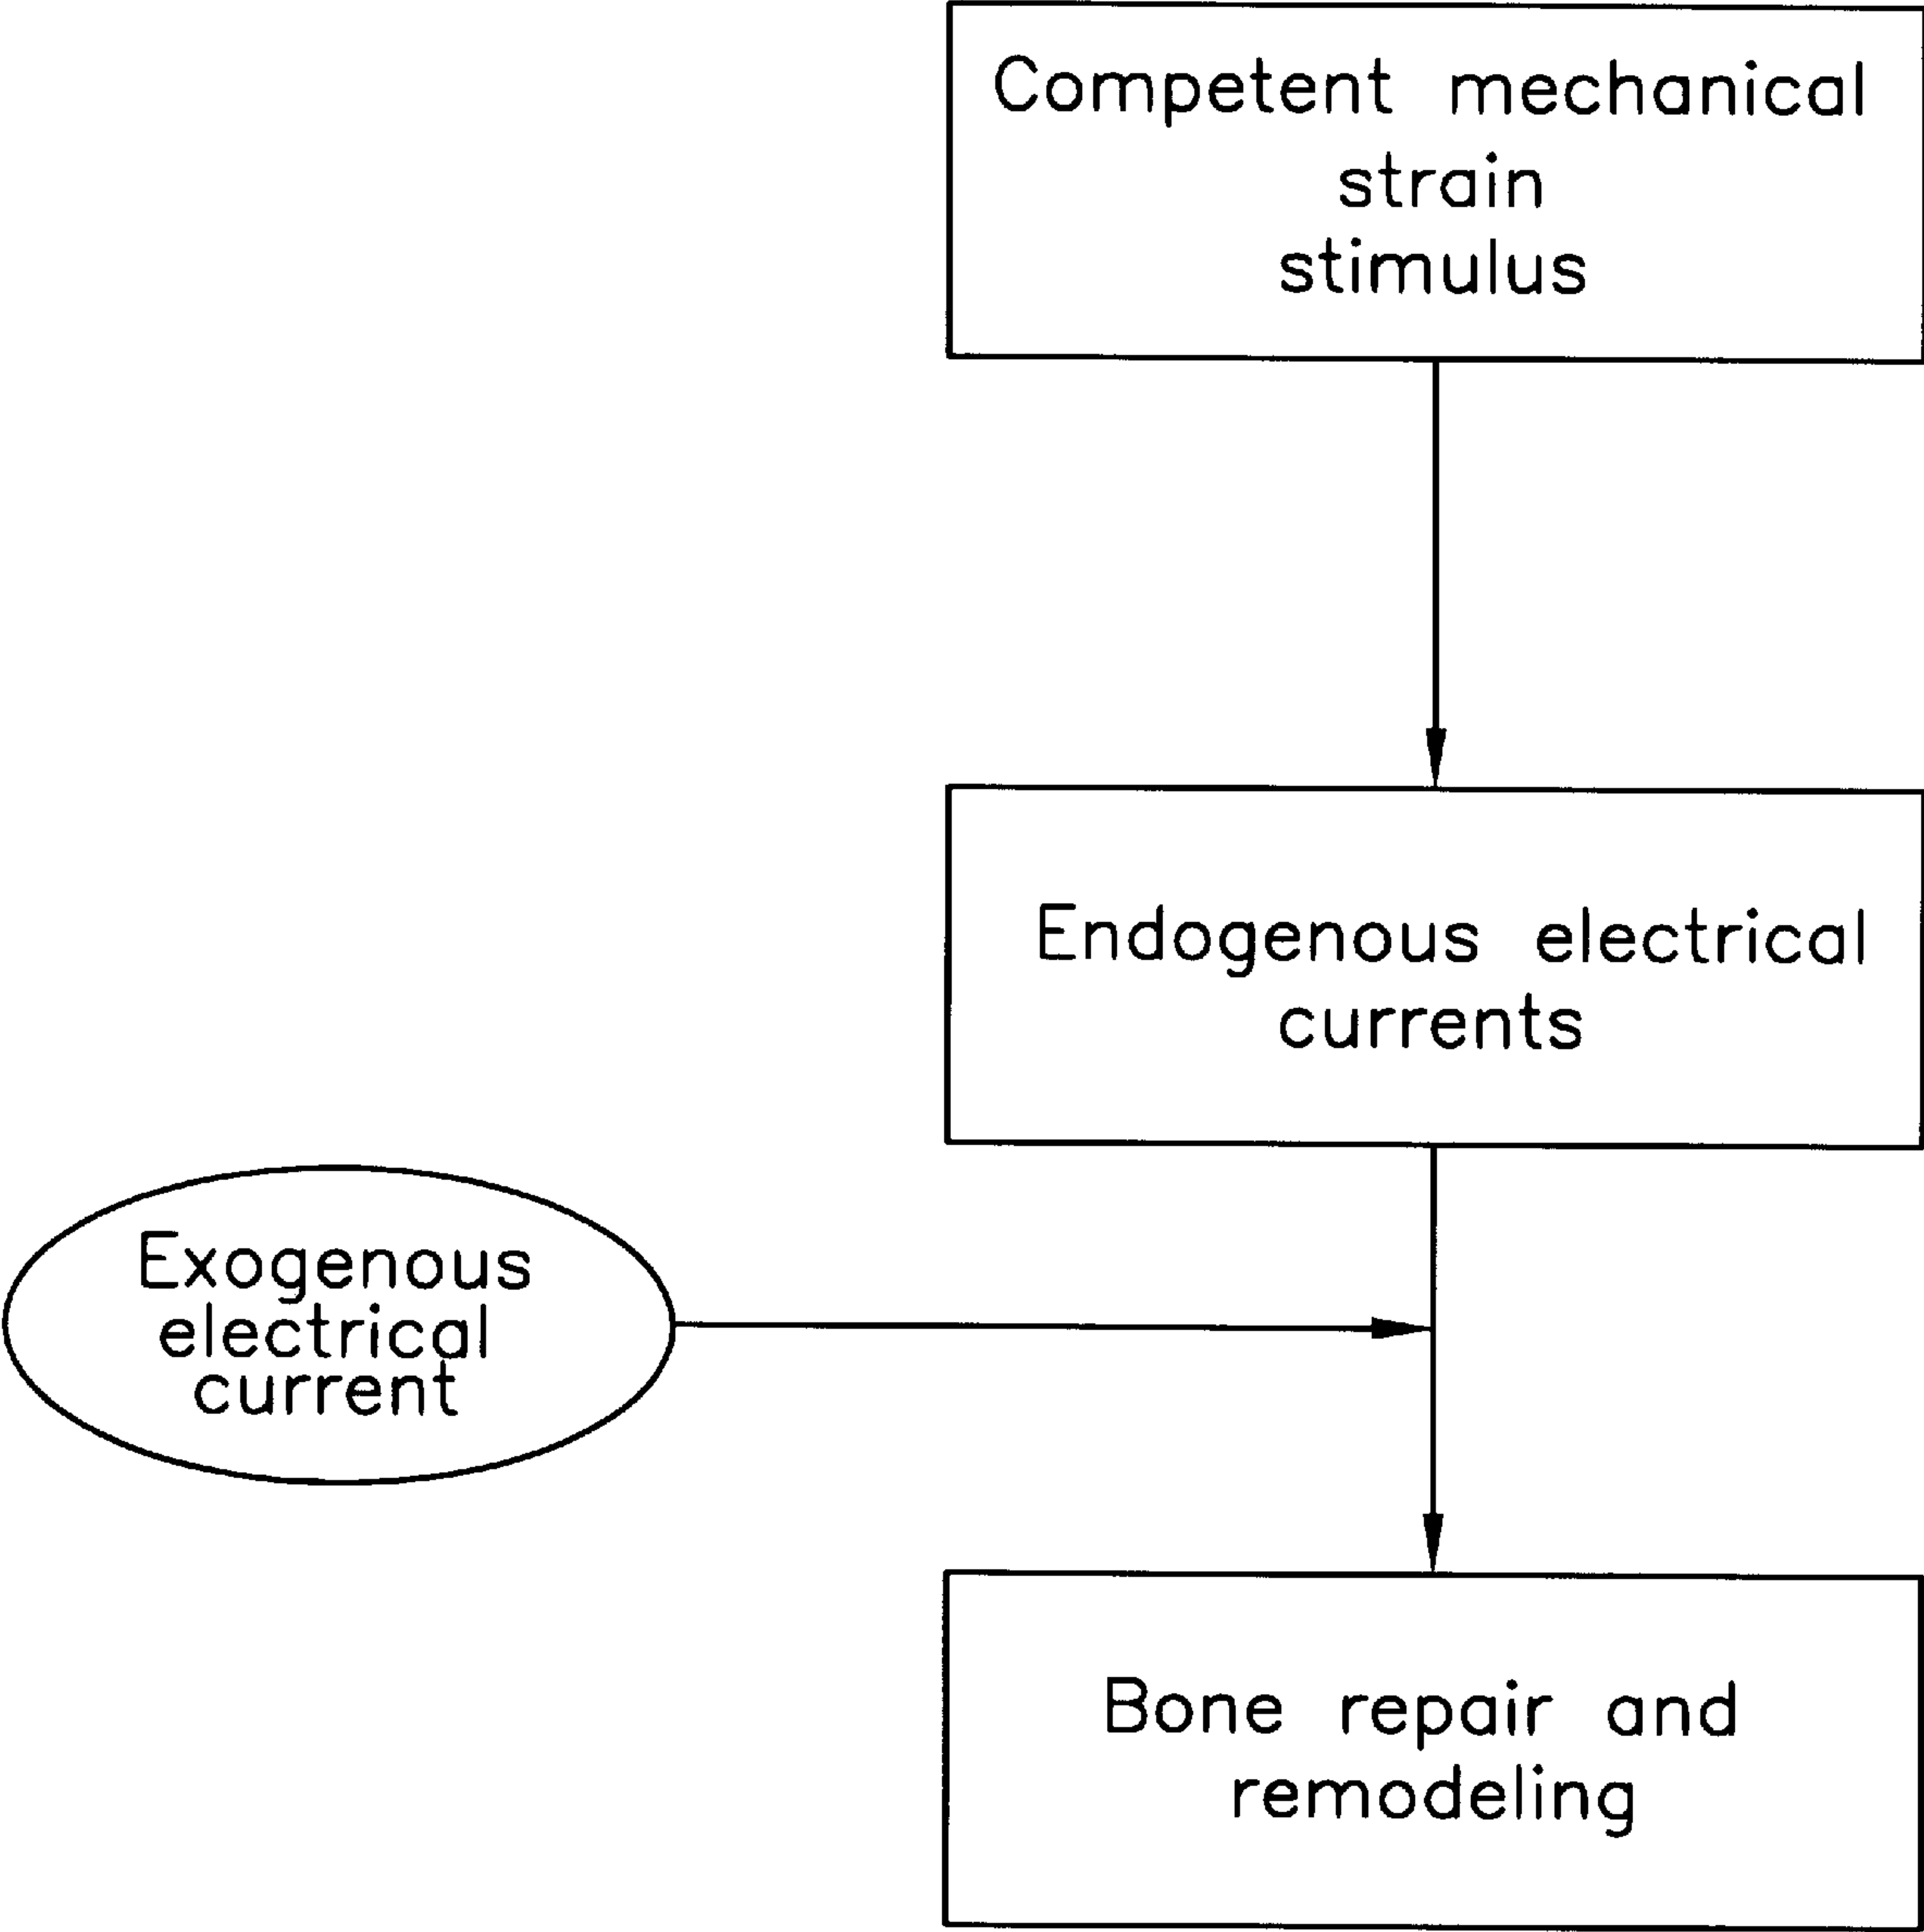 Competent mechanical
strain
stimulus
Endogenous electrical
currents
Exogenous
electrical
current
Bone repair and
remodeling